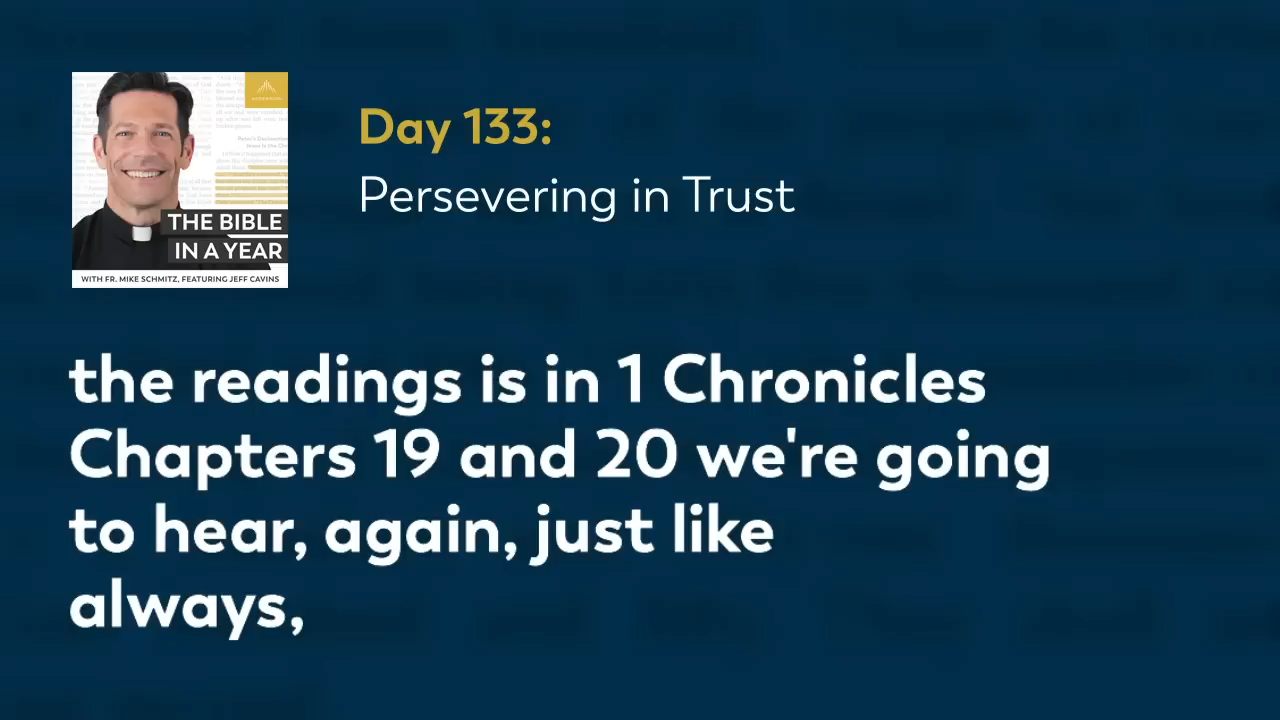 THE BIBLE
IN A YEAR
WITH FR. MIKE SCHMITZ, FEATURING JEFF CAVINS
Day 133:
Persevering in Trust
the readings is in 1 Chronicles
Chapters 19 and 20 we're going
to hear, again, just like
always,